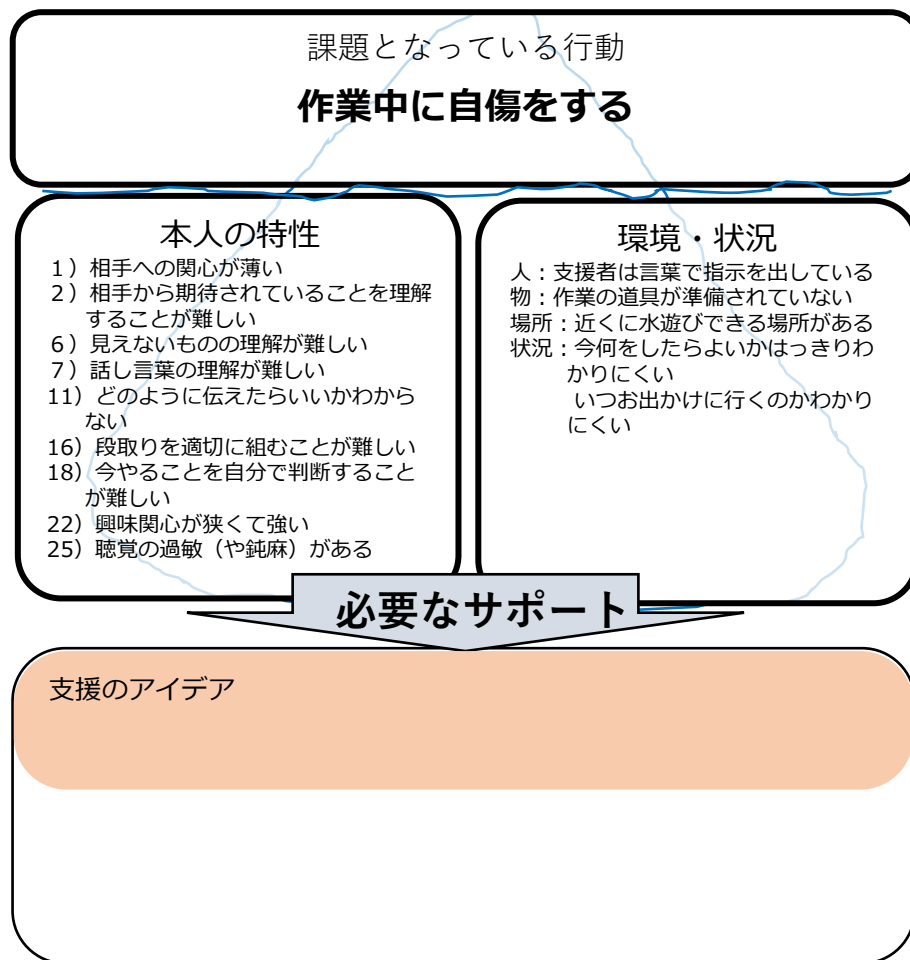 課題となっている行動
作業中に自傷をする
本人の特性
１）相手への関心が薄い
２）相手から期待されていることを理解
することが難しい
６）見えないものの理解が難しい
７）話し言葉の理解が難しい
11）どのように伝えたらいいかわから
ない
16）段取りを適切に組むことが難しい
18）今やることを自分で判断すること
が難しい
22）興味関心が狭くて強い
25）聴覚の過敏（や鈍麻）がある
環境・状況
人：支援者は言葉で指示を出している
物：作業の道具が準備されていない
場所：近くに水遊びできる場所がある
状況：今何をしたらよいかはっきりわ
かりにくい
いつお出かけに行くのかわかり
にくい
必要なサポート
支援のアイデア